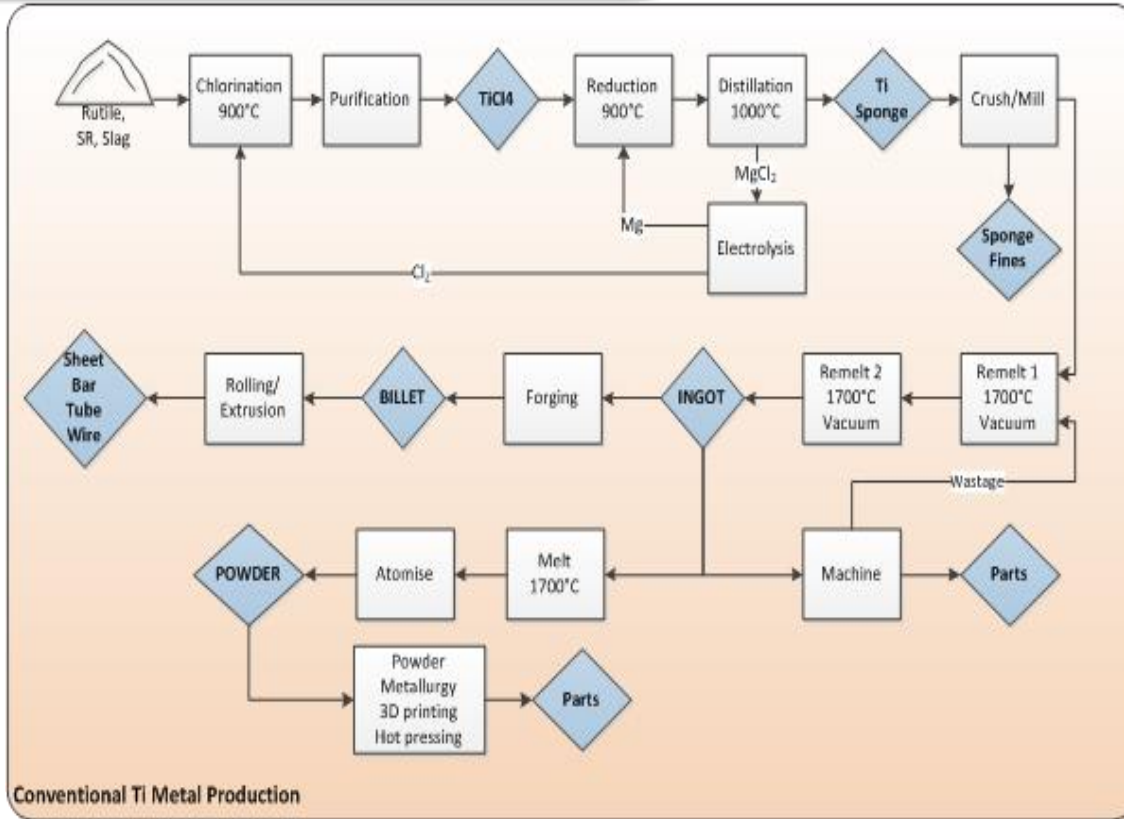 Rutile,
SR, Slag
Chlorination
900°C
Purification
TiCl4
Reduction
900°C
Distillation
1000°C
Ti
Sponge
Crush/Mill
MgCl₂
Mg
Electrolysis
Cl₂
Sponge
Fines
Sheet
Bar
Tube
Wire
Rolling/
Extrusion
BILLET
Forging
INGOT
Remelt 2
1700°C
Vacuum
Remelt 1
1700°C
Vacuum
Wastage
POWDER
Atomise
Melt
1700°C
Machine
Parts
Powder
Metallurgy
3D printing
Hot pressing
Parts
Conventional Ti Metal Production